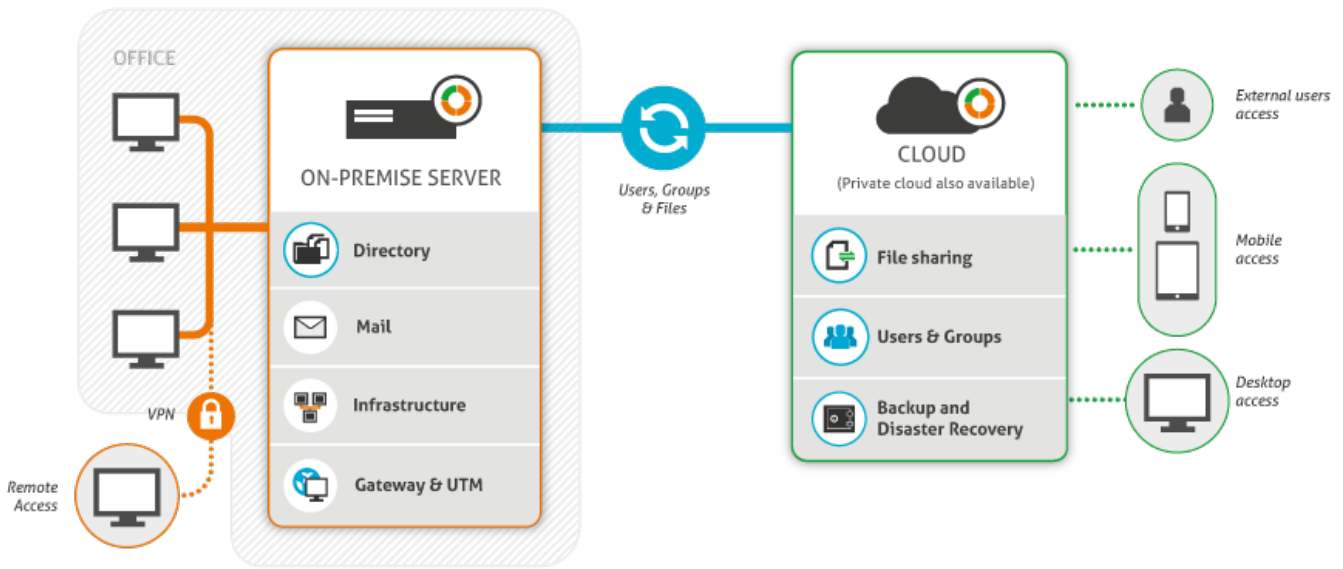 OFFICE
ON-PREMISE SERVER
Directory
Mail
Infrastructure
Gateway & UTM
VPN
Remote
Access
Users, Groups
& Files
CLOUD
(Private cloud also available)
File sharing
Users & Groups
Backup and
Disaster Recovery
External users
access
Mobile
access
Desktop
access